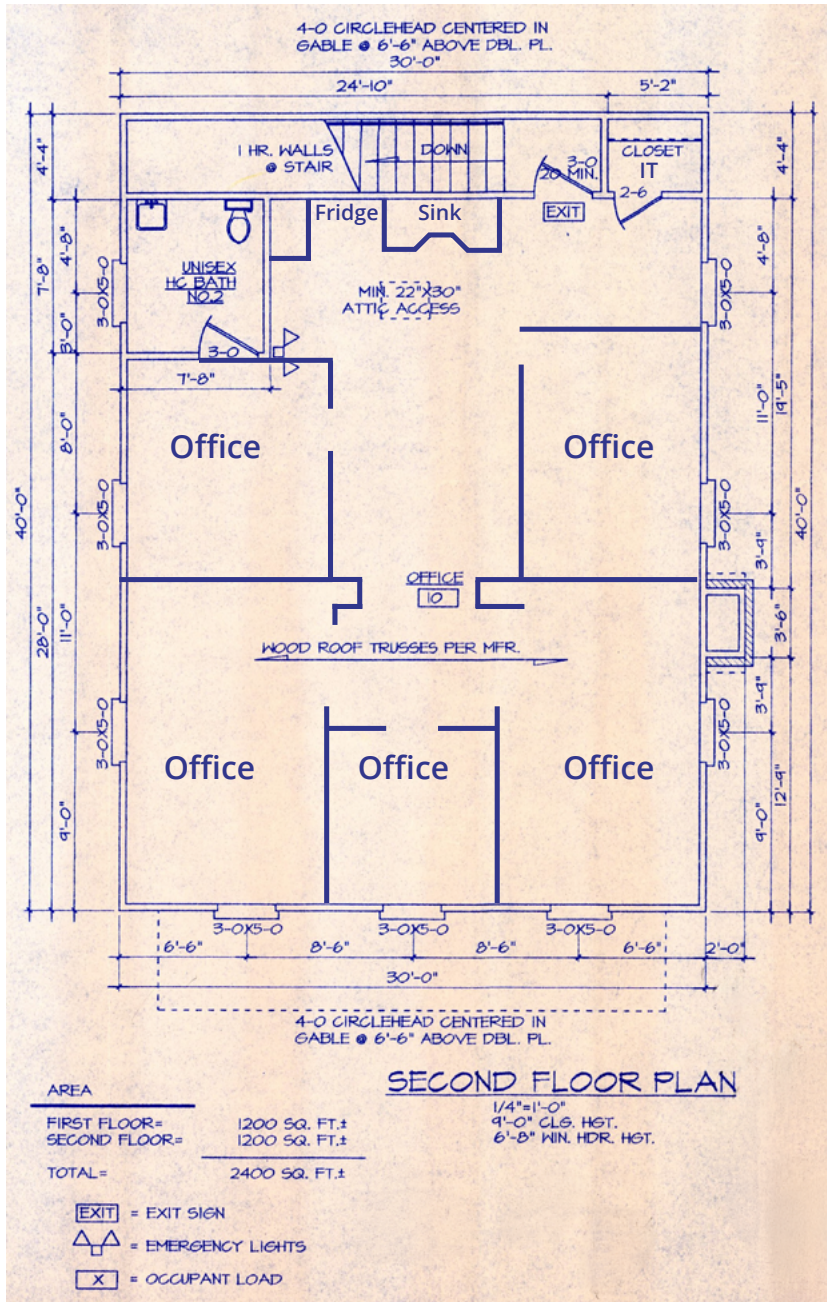 4-0 CIRCLEHEAD CENTERED IN
GABLE @ 6'-6" ABOVE DBL. PL.
30'-0"
24'-10"
5'-2"
4'-4"
1 HR. WALLS
@ STAIR
DOWN
3-0
20 MIN.
CLOSET
IT
2-6
4'-4"
Fridge
Sink
EXIT
7'-8"
4'-8"
UNISEX
HC BATH
NO.2
3-0X5-0
MIN. 22"X30"
ATTIC ACCESS
3-0X5-0
4'-8"
3'-0"
3-0
7'-8"
8'-0"
Office
Office
11'-0"
19'-5"
40'-0"
3-0X5-0
3-0X5-0
3'-9"
40'-0"
OFFICE
10
28'-0"
11'-0"
WOOD ROOF TRUSSES PER MFR.
3'-6"
3'-9"
3-0X5-0
3-0X5-0
Office
Office
Office
9'-0"
9'-0"
12'-9"
3-0X5-0
3-0X5-0
3-0X5-0
6'-6"
8'-6"
8'-6"
6'-6"
2'-0"
30'-0"
4-0 CIRCLEHEAD CENTERED IN
GABLE @ 6'-6" ABOVE DBL. PL.
SECOND FLOOR PLAN
1/4"=1'-0"
9'-0" CLG. HGT.
6'-8" WIN. HDR. HGT.
AREA
FIRST FLOOR= 1200 SQ. FT.±
SECOND FLOOR= 1200 SQ. FT.±
TOTAL= 2400 SQ. FT.±
EXIT = EXIT SIGN
= EMERGENCY LIGHTS
X = OCCUPANT LOAD